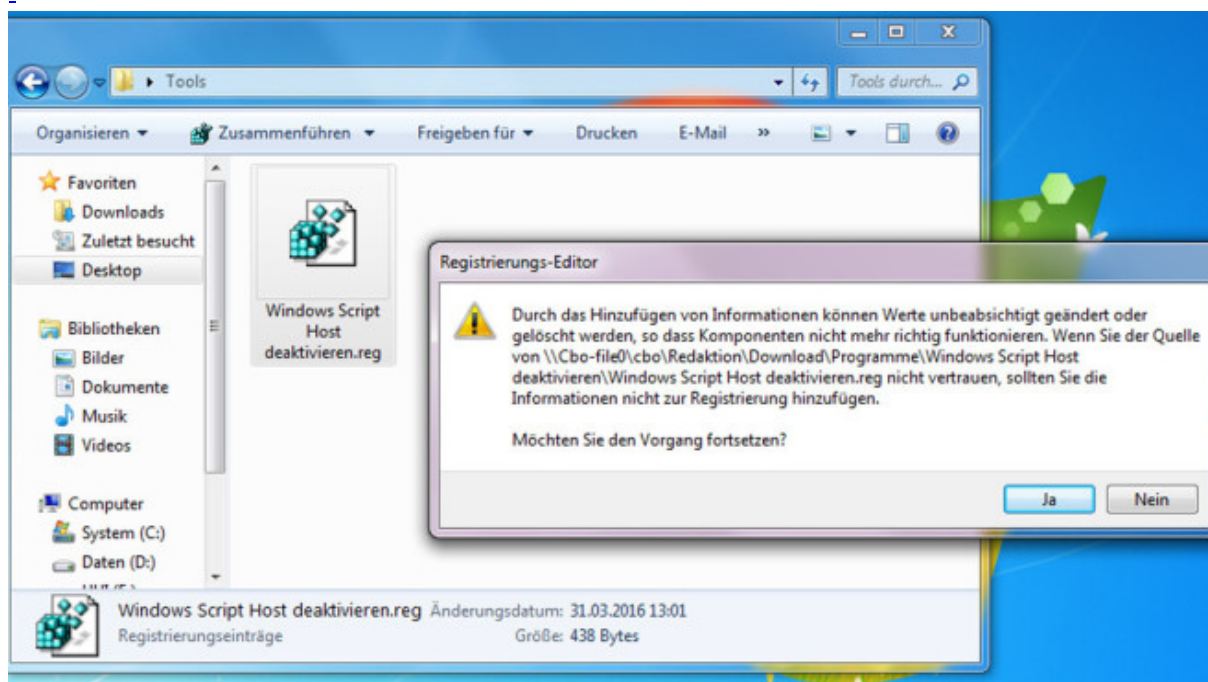 Tools
Tools durch...
Organisieren
Zusammenführen
Freigeben für
Drucken
E-Mail
»
Favoriten
Downloads
Zuletzt besucht
Desktop
Bibliotheken
Bilder
Dokumente
Musik
Videos
Computer
System (C:)
Daten (D:)
Windows Script
Host
deaktivieren.reg
Registrierungs-Editor
Durch das Hinzufügen von Informationen können Werte unbeabsichtigt geändert oder
gelöscht werden, so dass Komponenten nicht mehr richtig funktionieren. Wenn Sie der Quelle
von \\Cbo-file0\cbo\Redaktion\Download\Programme\Windows Script Host
deaktivieren\Windows Script Host deaktivieren.reg nicht vertrauen, sollten Sie die
Informationen nicht zur Registrierung hinzufügen.
Möchten Sie den Vorgang fortsetzen?
Ja
Nein
Windows Script Host deaktivieren.reg Änderungsdatum: 31.03.2016 13:01
Registrierungseinträge Größe: 438 Bytes